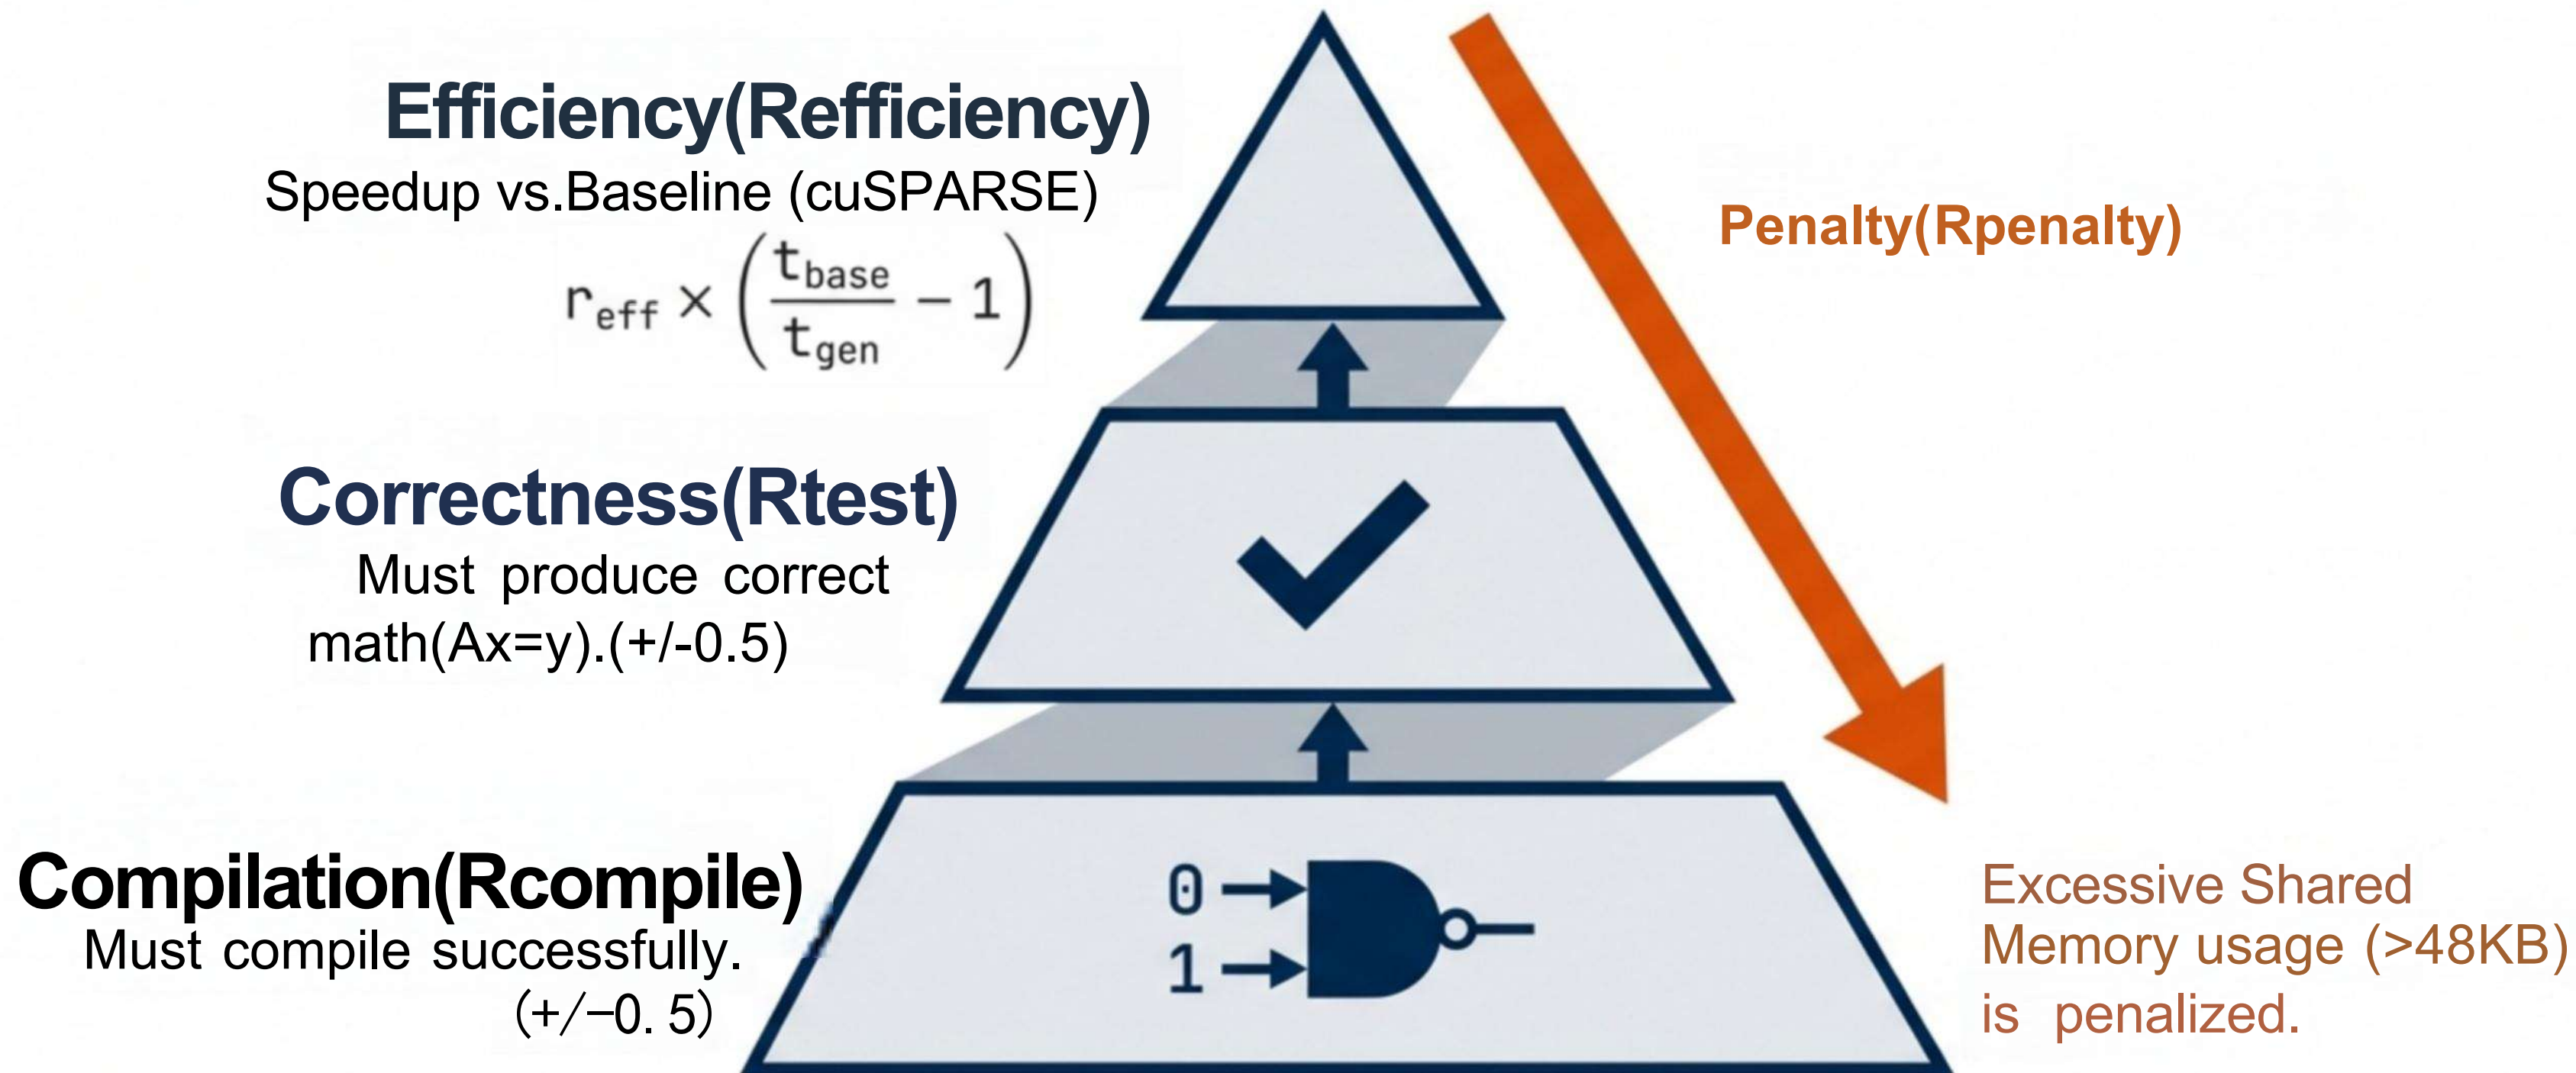 Efficiency(Refficiency)
Speedup vs.Baseline (cuSPARSE)
r_eff × (t_base / t_gen − 1)
Penalty(Rpenalty)
Correctness(Rtest)
Must produce correct
math(Ax=y).(+/-0.5)
Compilation(Rcompile)
Must compile successfully.
(+/−0.5)
0
1
Excessive Shared
Memory usage (>48KB)
is penalized.